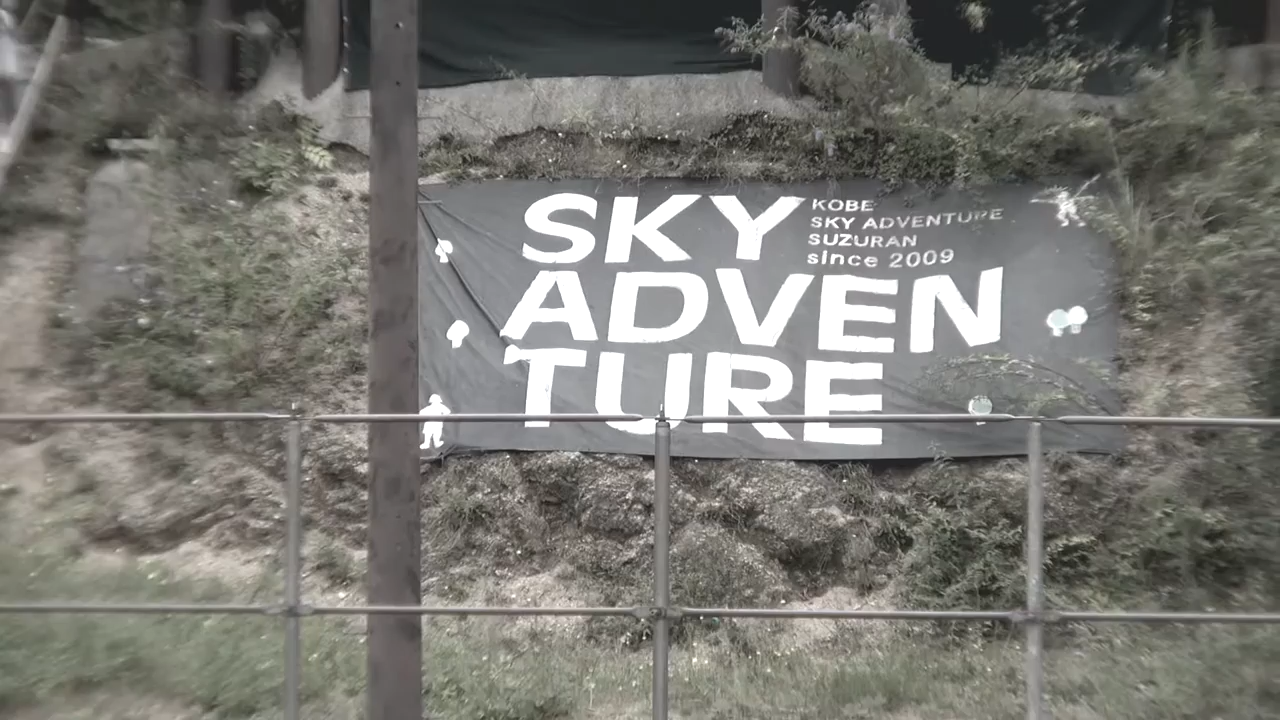 SKY
KOBE
SKY ADVENTURE
SUZURAN
since 2009
ADVEN
TURE